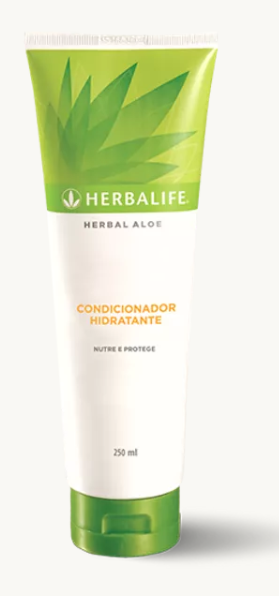 HERBALIFE.
HERBAL ALOE
CONDICIONADOR
HIDRATANTE
NUTRE E PROTEGE
250 ml